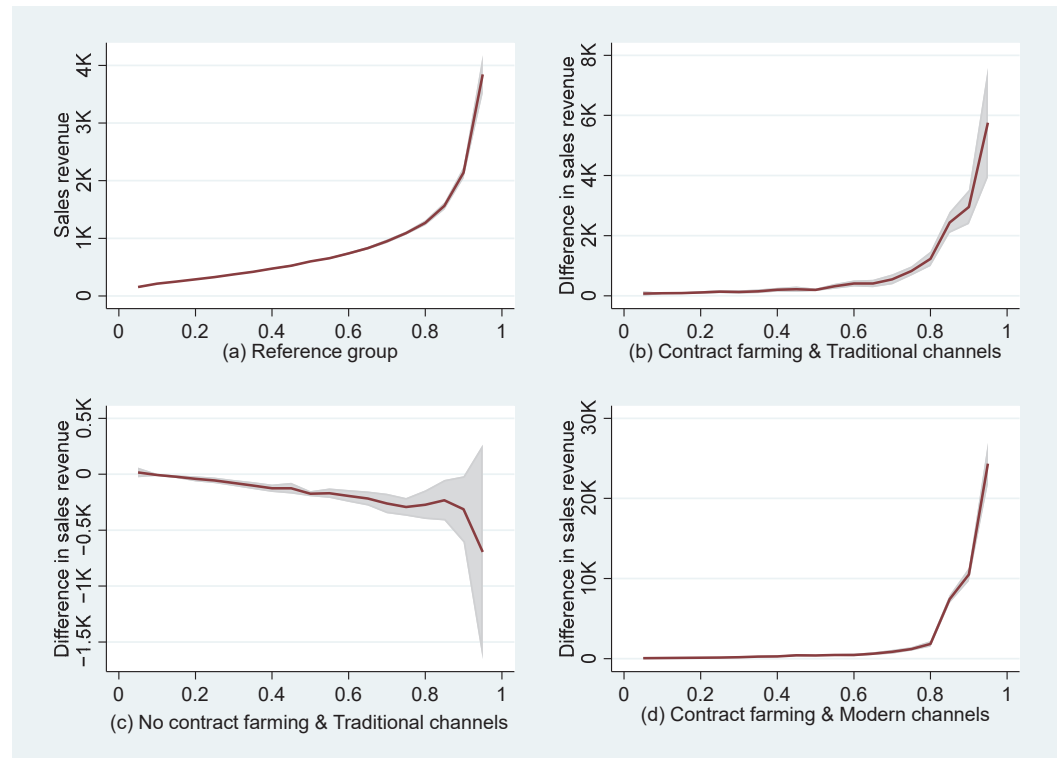 Sales revenue
4K
3K
2K
1K
0
0 0.2 0.4 0.6 0.8 1
(a) Reference group
DIfference in sales revenue
8K
6K
4K
2K
0
0 0.2 0.4 0.6 0.8 1
(b) Contract farming & Traditional channels
Difference in sales revenue
0.5K
0
−0.5K
−1K
−1.5K
0 0.2 0.4 0.6 0.8 1
(c) No contract farming & Traditional channels
Difference in sales revenue
30K
20K
10K
0
0 0.2 0.4 0.6 0.8 1
(d) Contract farming & Modern channels